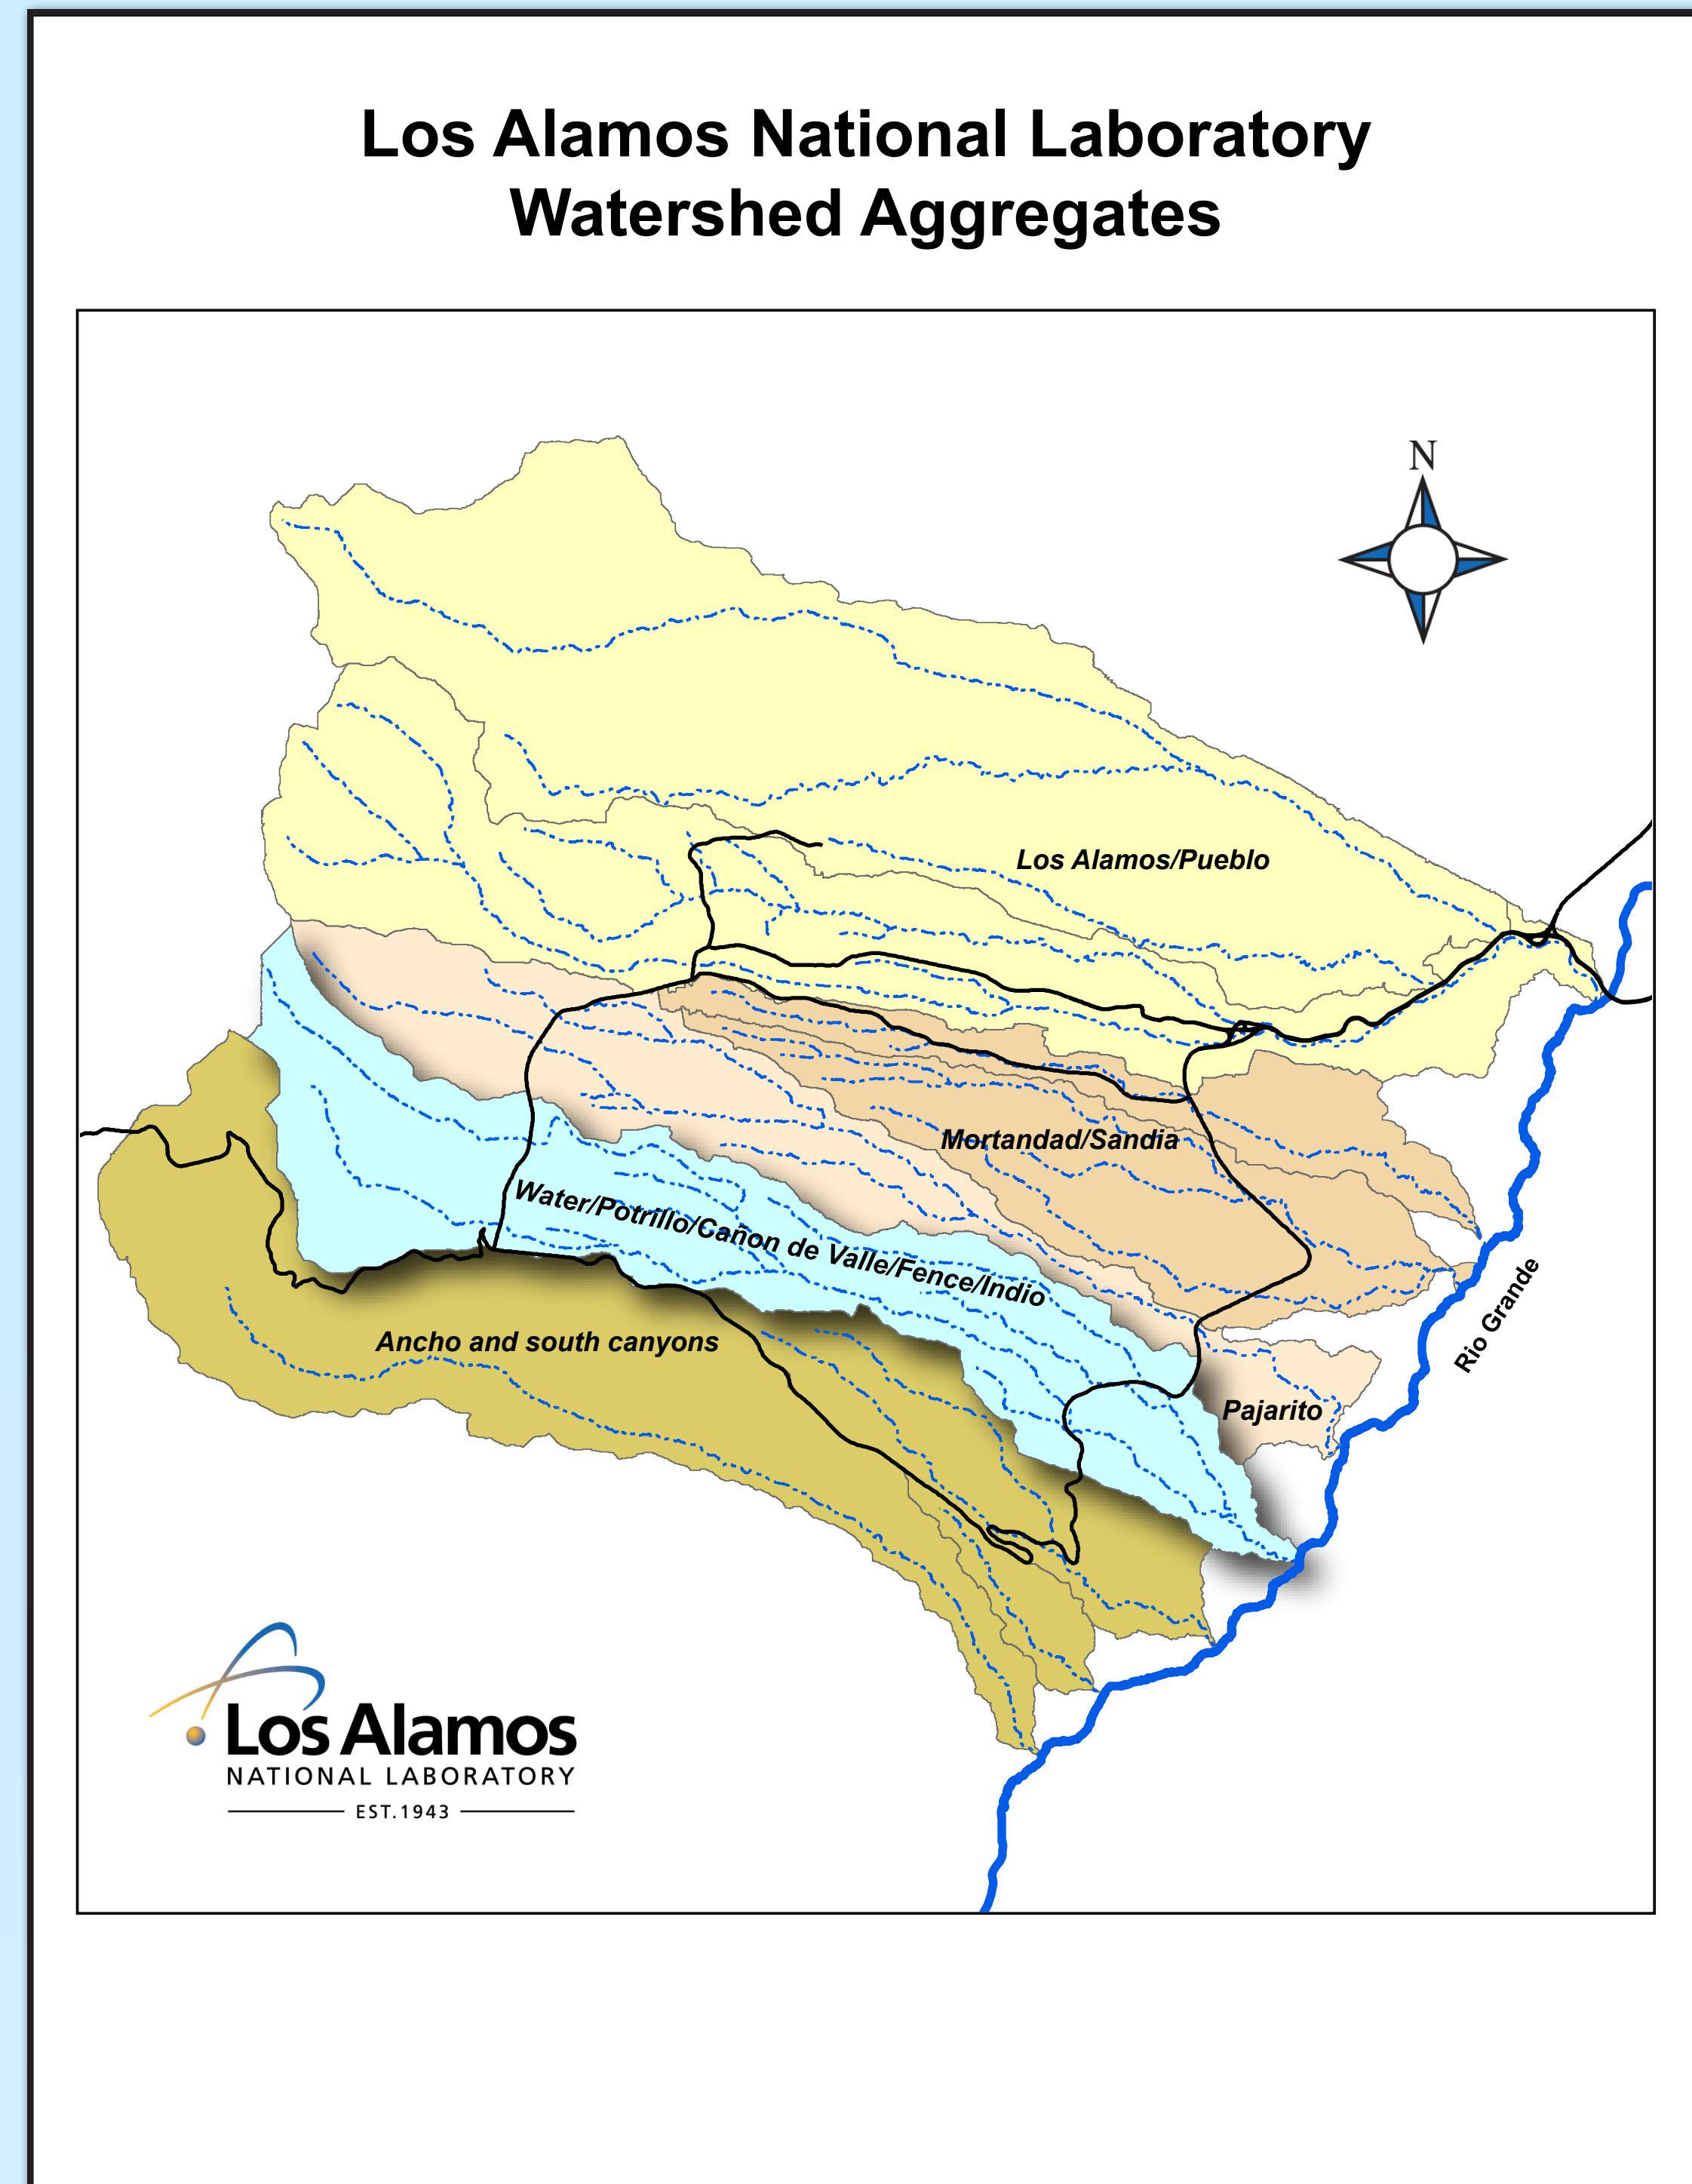 Los Alamos National Laboratory
Watershed Aggregates
N
Los Alamos/Pueblo
Mortandad/Sandia
Water/Potrillo/Cañon de Valle/Fence/Indio
Rio Grande
Ancho and south canyons
Pajarito
Los Alamos
NATIONAL LABORATORY
EST.1943